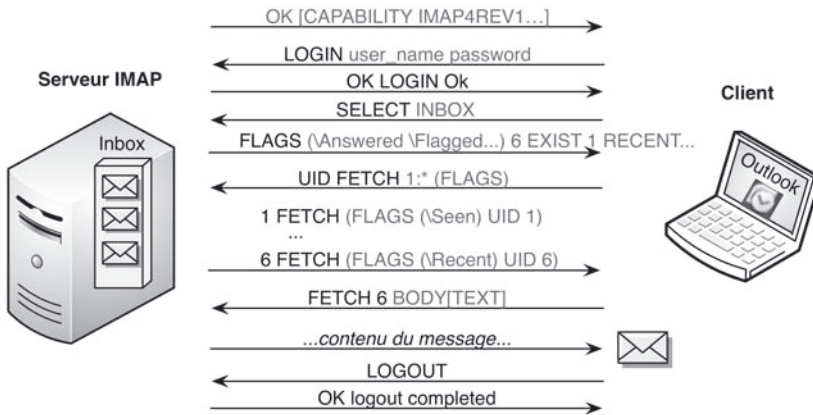 OK [CAPABILITY IMAP4REV1...]
LOGIN user_name password
Serveur IMAP
OK LOGIN Ok
Client
SELECT INBOX
Inbox
FLAGS (\Answered \Flagged...) 6 EXIST 1 RECENT...
Outlook
UID FETCH 1:* (FLAGS)
1 FETCH (FLAGS (\Seen) UID 1)
...
6 FETCH (FLAGS (\Recent) UID 6)
FETCH 6 BODY[TEXT]
...contenu du message...
LOGOUT
OK logout completed